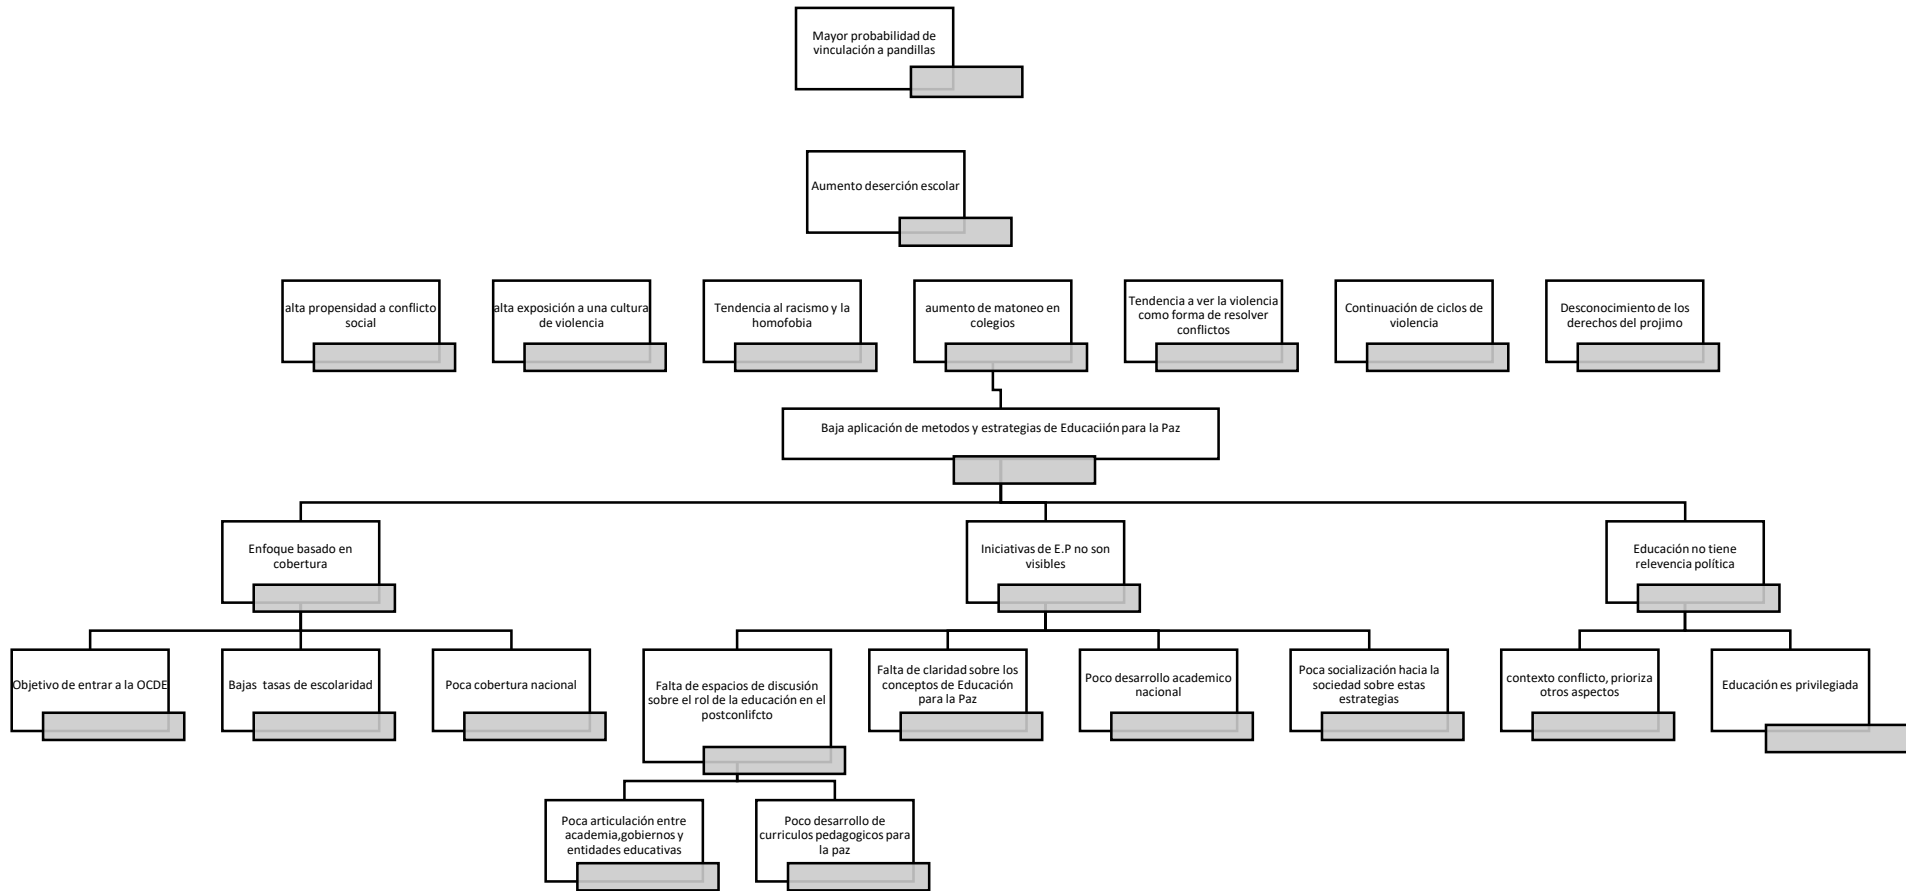 Mayor probabilidad de
vinculación a pandillas
Aumento deserción escolar
alta propensidad a conflicto
social
alta exposición a una cultura
de violencia
Tendencia al racismo y la
homofobia
aumento de matoneo en
colegios
Tendencia a ver la violencia
como forma de resolver
conflictos
Continuación de ciclos de
violencia
Desconocimiento de los
derechos del projimo
Baja aplicación de metodos y estrategias de Educaciión para la Paz
Enfoque basado en
cobertura
Iniciativas de E.P no son
visibles
Educación no tiene
relevencia política
Objetivo de entrar a la OCDE
Bajas tasas de escolaridad
Poca cobertura nacional
Falta de espacios de discusión
sobre el rol de la educación en el
postconlifcto
Falta de claridad sobre los
conceptos de Educación
para la Paz
Poco desarrollo academico
nacional
Poca socialización hacia la
sociedad sobre estas
estrategias
contexto conflicto, prioriza
otros aspectos
Educación es privilegiada
Poca articulación entre
academia,gobiernos y
entidades educativas
Poco desarrollo de
curriculos pedagogicos para
la paz